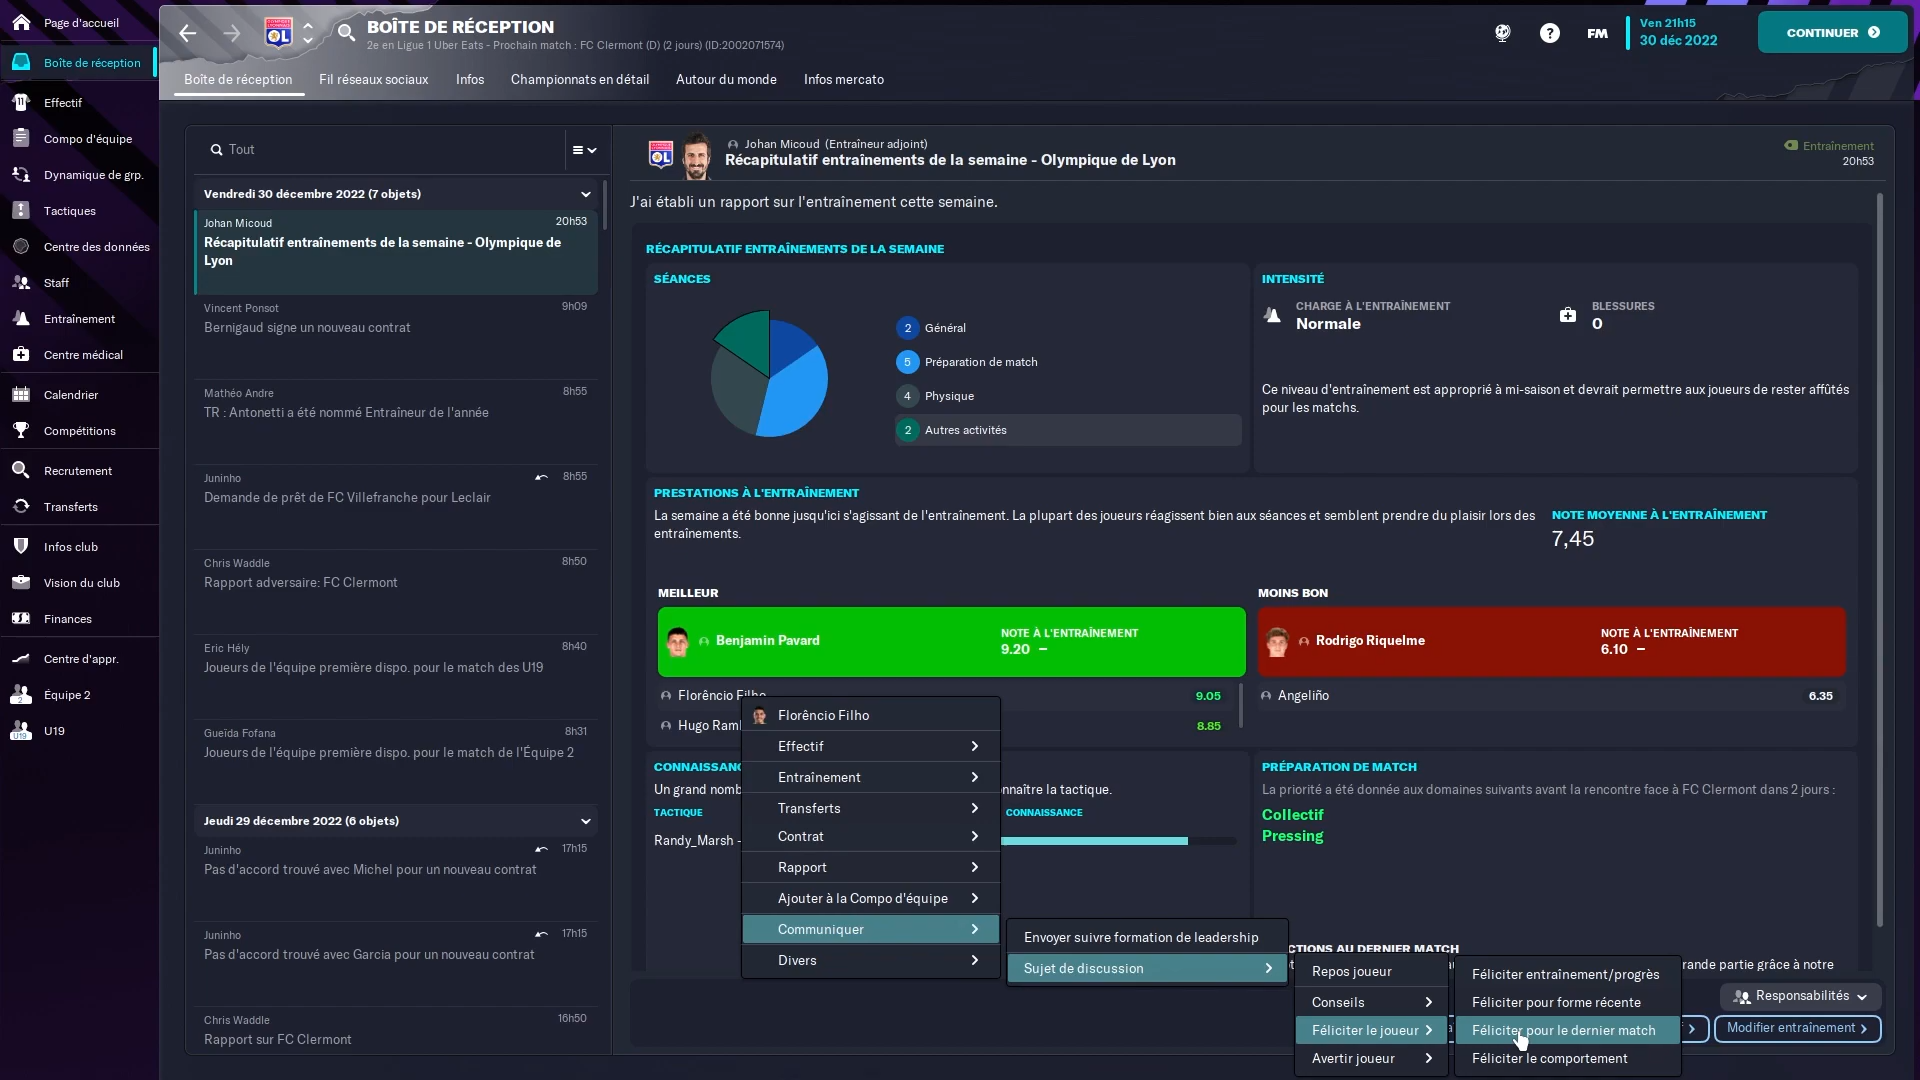 Page d'accueil
Boîte de réception
Effectif
Compo d'équipe
Dynamique de grp.
Tactiques
Centre des données
Staff
Entraînement
Centre médical
Calendrier
Compétitions
Recrutement
Transferts
Infos club
Vision du club
Finances
Centre d'appr.
Équipe 2
U19
BOÎTE DE RÉCEPTION
2e en Ligue 1 Uber Eats - Prochain match : FC Clermont (D) (2 jours) (ID:2002071574)
FM
Ven 21h15
30 déc 2022
CONTINUER
Boîte de réception
Fil réseaux sociaux
Infos
Championnats en détail
Autour du monde
Infos mercato
Tout
Vendredi 30 décembre 2022 (7 objets)
Johan Micoud 20h53
Récapitulatif entraînements de la semaine - Olympique de
Lyon
Vincent Ponsot 9h09
Bernigaud signe un nouveau contrat
Mathéo Andre 8h55
TR : Antonetti a été nommé Entraîneur de l'année
Juninho 8h55
Demande de prêt de FC Villefranche pour Leclair
Chris Waddle 8h50
Rapport adversaire: FC Clermont
Eric Hély 8h40
Joueurs de l'équipe première dispo. pour le match des U19
Gueïda Fofana 8h31
Joueurs de l'équipe première dispo. pour le match de l'Équipe 2
Jeudi 29 décembre 2022 (6 objets)
Juninho 17h15
Pas d'accord trouvé avec Michel pour un nouveau contrat
Juninho 17h15
Pas d'accord trouvé avec Garcia pour un nouveau contrat
Chris Waddle 16h50
Rapport sur FC Clermont
Johan Micoud (Entraîneur adjoint)
Récapitulatif entraînements de la semaine - Olympique de Lyon
Entraînement
20h53
J'ai établi un rapport sur l'entraînement cette semaine.
RÉCAPITULATIF ENTRAÎNEMENTS DE LA SEMAINE
SÉANCES
2 Général
5 Préparation de match
4 Physique
2 Autres activités
INTENSITÉ
CHARGE À L'ENTRAÎNEMENT
Normale
BLESSURES
0
Ce niveau d'entraînement est approprié à mi-saison et devrait permettre aux joueurs de rester affûtés
pour les matchs.
PRESTATIONS À L'ENTRAÎNEMENT
La semaine a été bonne jusqu'ici s'agissant de l'entraînement. La plupart des joueurs réagissent bien aux séances et semblent prendre du plaisir lors des
entraînements.
NOTE MOYENNE À L'ENTRAÎNEMENT
7,45
MEILLEUR
Benjamin Pavard
NOTE À L'ENTRAÎNEMENT
9.20 –
Florêncio Filho 9.05
Hugo Ram 8.85
MOINS BON
Rodrigo Riquelme
NOTE À L'ENTRAÎNEMENT
6.10 –
Angeliño 6.35
CONNAISSANC
Un grand nomb
nnaître la tactique.
TACTIQUE
CONNAISSANCE
Randy_Marsh -
PRÉPARATION DE MATCH
La priorité a été donnée aux domaines suivants avant la rencontre face à FC Clermont dans 2 jours :
Collectif
Pressing
CTIONS AU DERNIER MATCH
rande partie grâce à notre
Responsabilités
Modifier entraînement
Florêncio Filho
Effectif
Entraînement
Transferts
Contrat
Rapport
Ajouter à la Compo d'équipe
Communiquer
Divers
Envoyer suivre formation de leadership
Sujet de discussion
Repos joueur
Conseils
Féliciter le joueur
Avertir joueur
Féliciter entraînement/progrès
Féliciter pour forme récente
Féliciter pour le dernier match
Féliciter le comportement